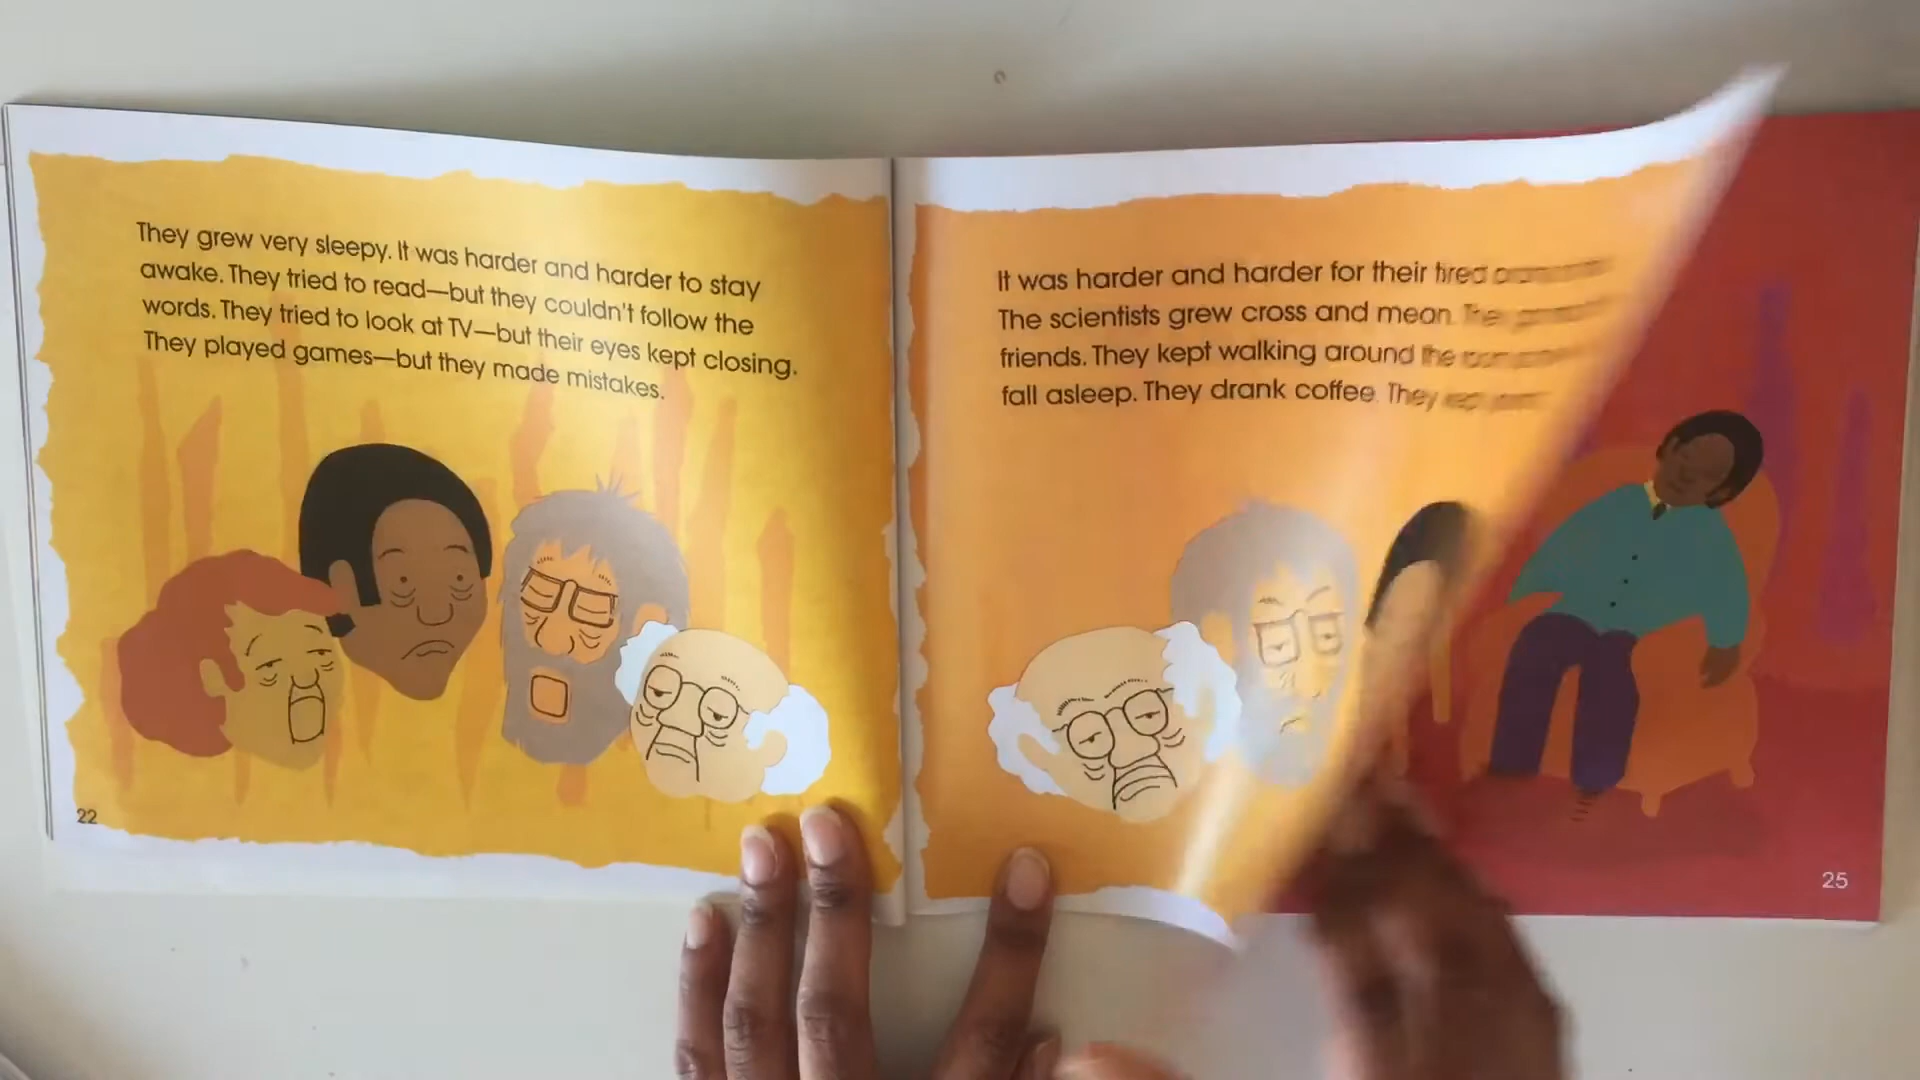 They grew very sleepy. It was harder and harder to stay
awake. They tried to read—but they couldn't follow the
words. They tried to look at TV—but their eyes kept closing.
They played games—but they made mistakes.
22
It was harder and harder for their tired
The scientists grew cross and mean. They
friends. They kept walking around the
fall asleep. They drank coffee. They
25